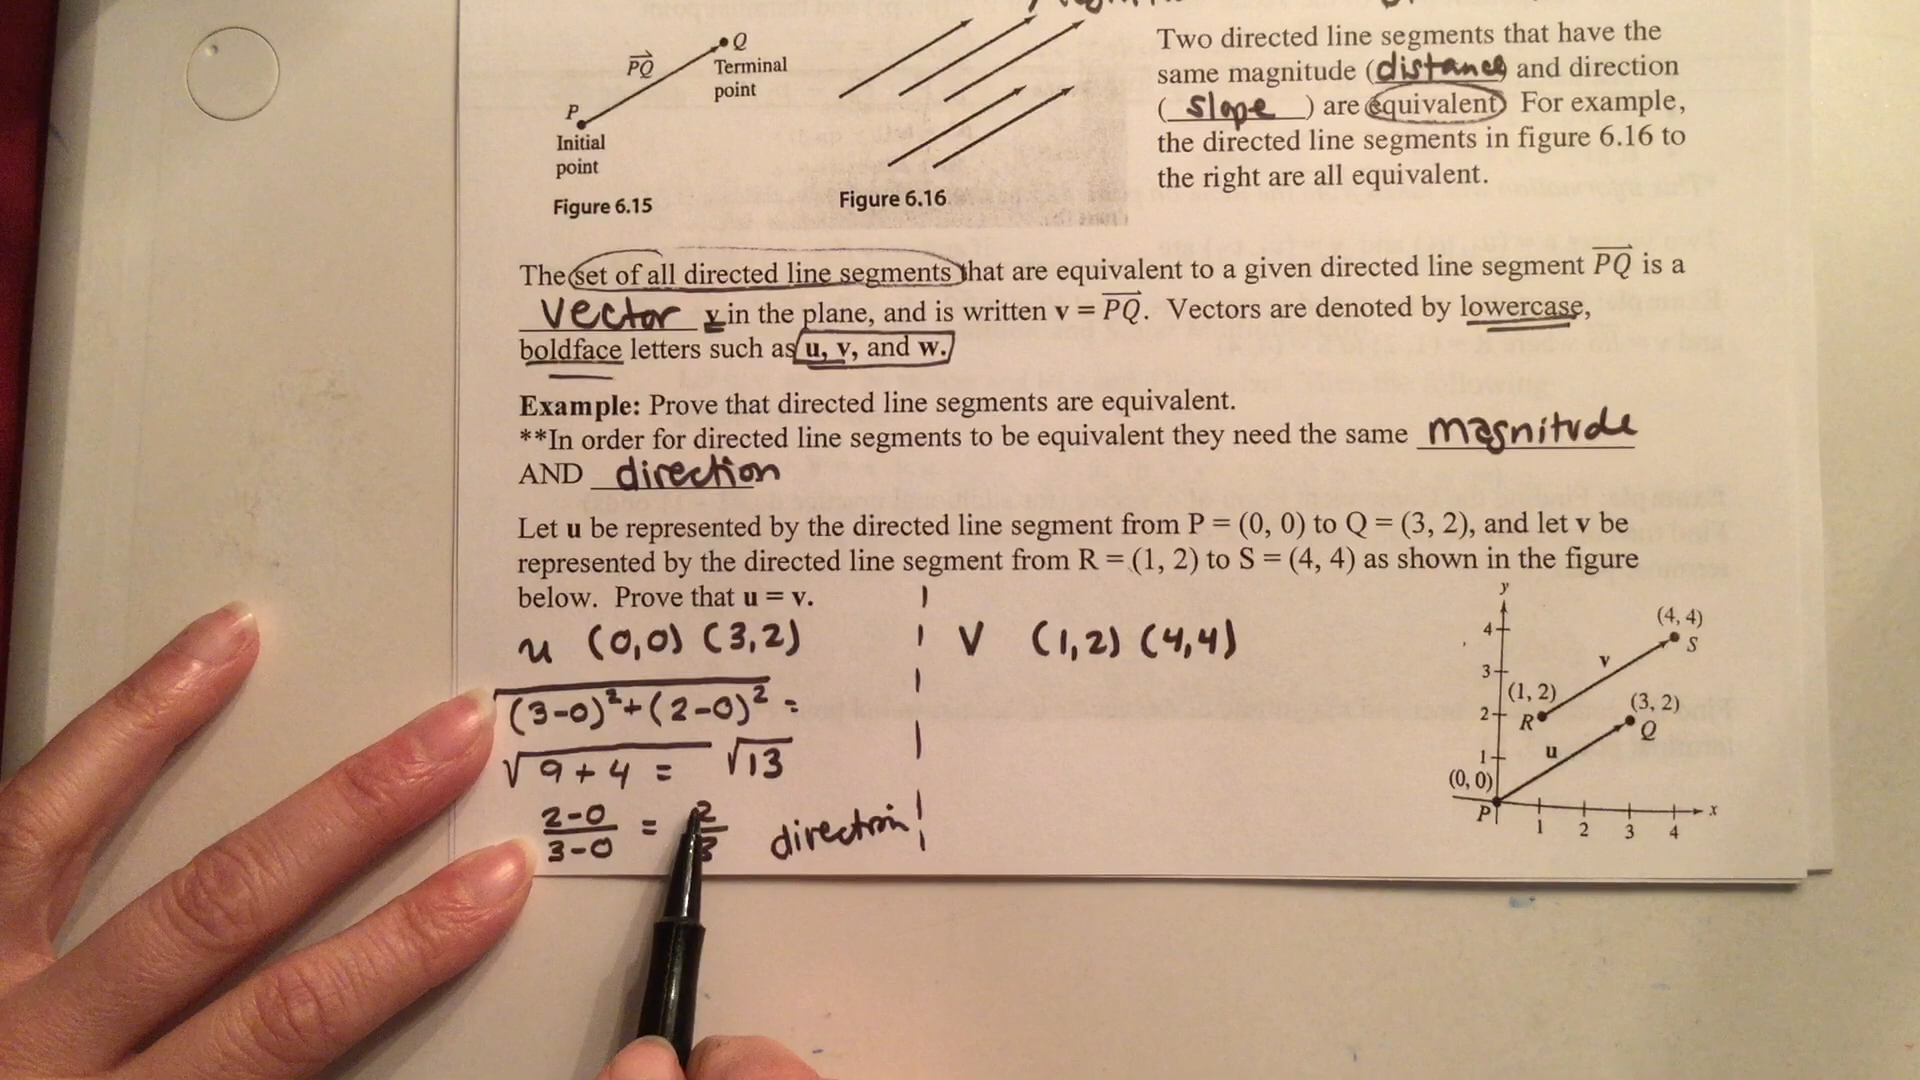 PQ
Q
Terminal
point
P
Initial
point
Figure 6.15
Figure 6.16
Two directed line segments that have the
same magnitude (distance and direction
( slope ) are equivalent) For example,
the directed line segments in figure 6.16 to
the right are all equivalent.
The set of all directed line segments that are equivalent to a given directed line segment PQ is a
vector v in the plane, and is written v = PQ. Vectors are denoted by lowercase,
boldface letters such as u, v, and w.
Example: Prove that directed line segments are equivalent.
**In order for directed line segments to be equivalent they need the same magnitude
AND direction
Let u be represented by the directed line segment from P = (0, 0) to Q = (3, 2), and let v be
represented by the directed line segment from R = (1, 2) to S = (4, 4) as shown in the figure
below. Prove that u = v.
u (0,0) (3,2)
(3-0)²+(2-0)² =
√9+4 = √13
2-0/3-0 = 2/3 direction
v (1,2) (4,4)
y
4
3
2
1
(4, 4)
S
v
(1, 2)
R
(3, 2)
Q
u
(0, 0)
P
1 2 3 4 x